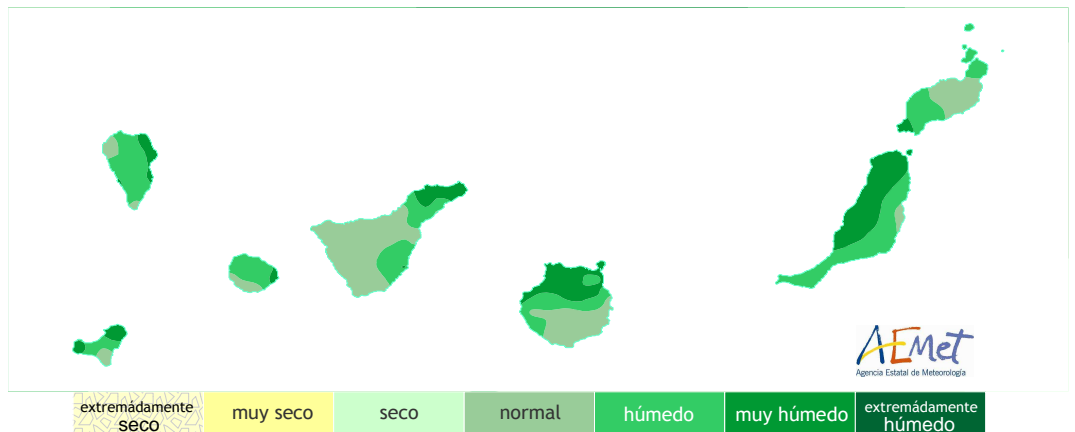 AEMet
Agencia Estatal de Meteorología
extremádamente seco
muy seco
seco
normal
húmedo
muy húmedo
extremádamente húmedo